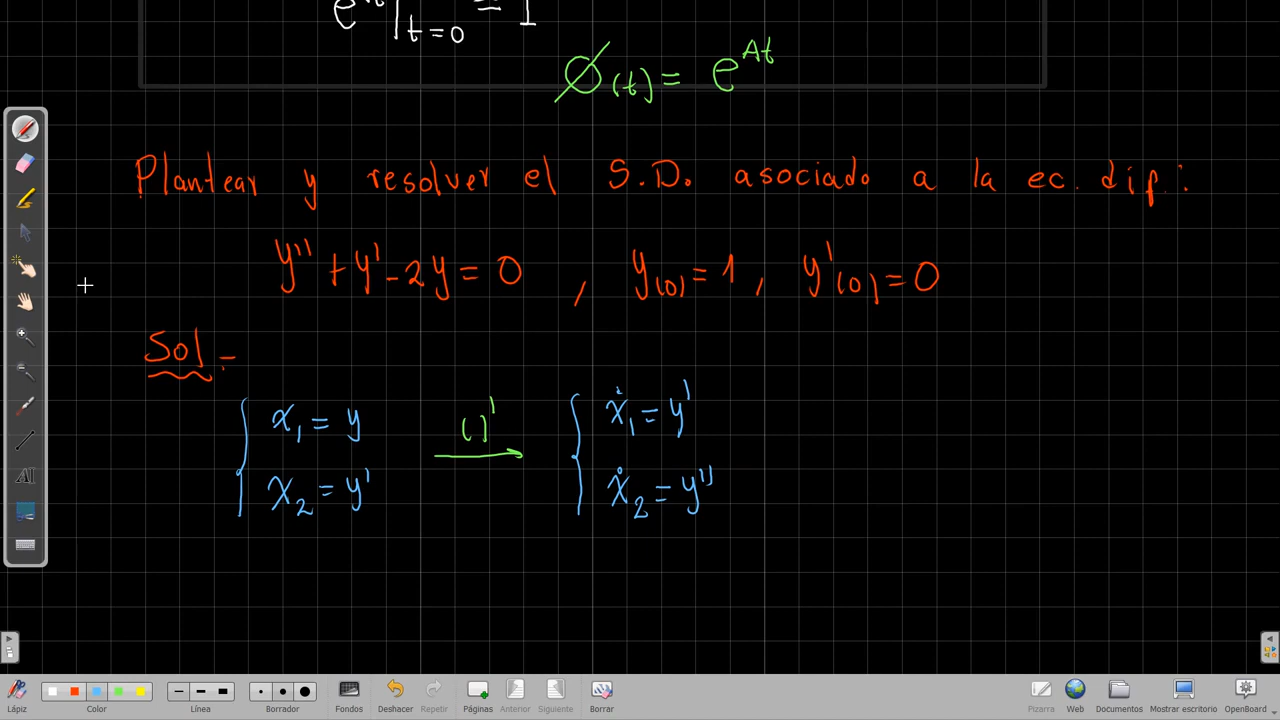 e^At|t=0 = 1
Ø(t) = e^At
Plantear y resolver el S.D. asociado a la ec. dif.:
y'' + y' - 2y = 0 , y(0) = 1 , y'(0) = 0
Sol =
x₁ = y ()' ẋ₁ = y'
x₂ = y' ẋ₂ = y''
Lápiz Color Línea Borrador Fondos Deshacer Repetir Páginas Anterior Siguiente Borrar Pizarra Web Documentos Mostrar escritorio OpenBoard